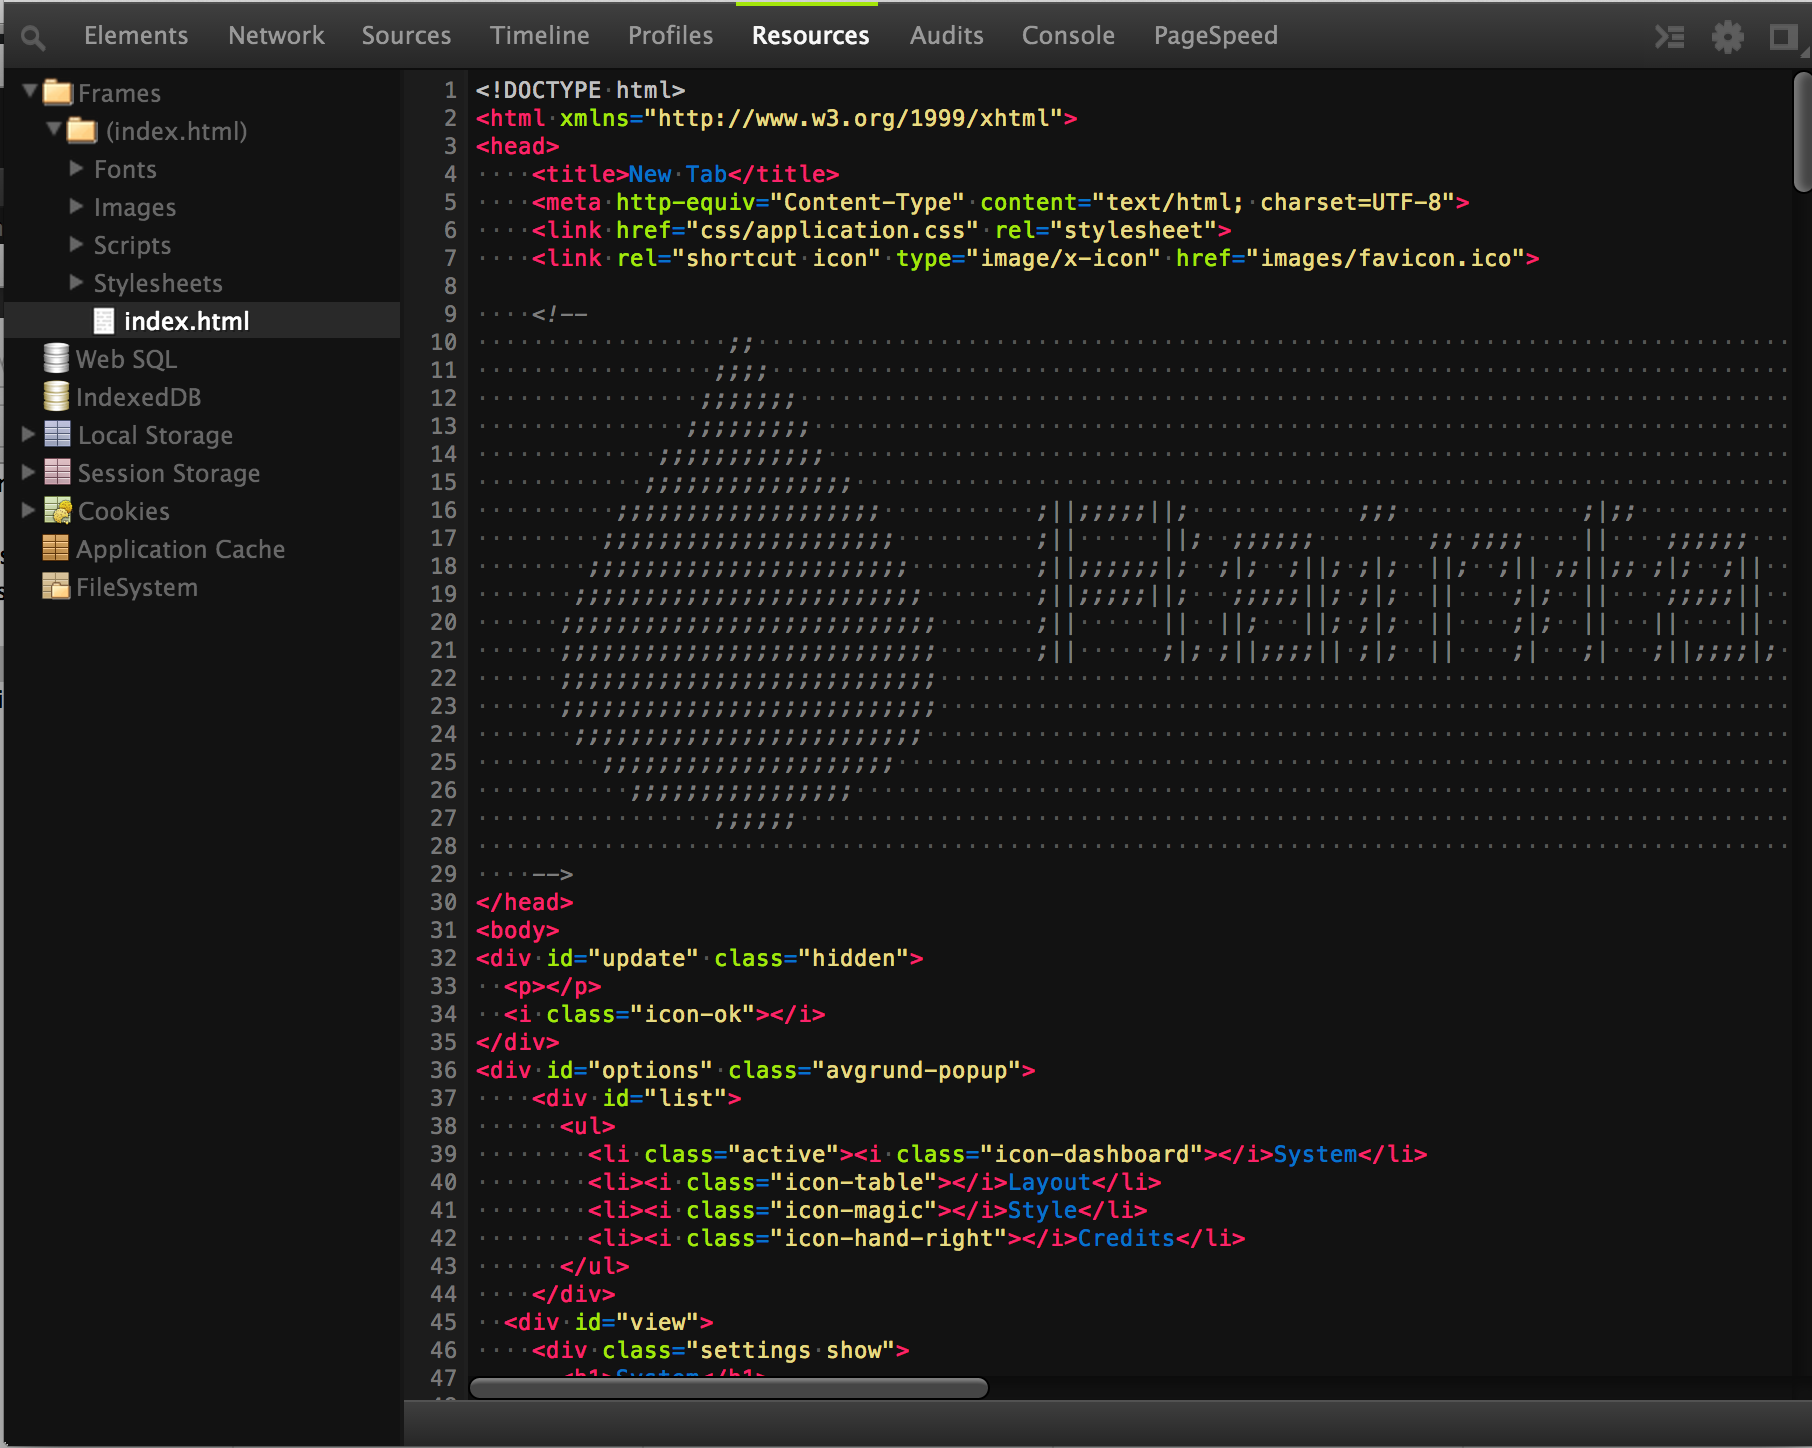 Elements Network Sources Timeline Profiles Resources Audits Console PageSpeed
Frames
(index.html)
Fonts
Images
Scripts
Stylesheets
index.html
Web SQL
IndexedDB
Local Storage
Session Storage
Cookies
Application Cache
FileSystem
1 <!DOCTYPE html>
2 <html xmlns="http://www.w3.org/1999/xhtml">
3 <head>
4     <title>New Tab</title>
5     <meta http-equiv="Content-Type" content="text/html; charset=UTF-8">
6     <link href="css/application.css" rel="stylesheet">
7     <link rel="shortcut icon" type="image/x-icon" href="images/favicon.ico">
8
9     <!--
10                   ;;
11                  ;;;;
12                 ;;;;;;;
13                ;;;;;;;;;
14              ;;;;;;;;;;;;
15             ;;;;;;;;;;;;;;;
16           ;;;;;;;;;;;;;;;;;;;           ;||;;;;;||;            ;;;             ;|;;
17          ;;;;;;;;;;;;;;;;;;;;;          ;||      ||;  ;;;;;;        ;; ;;;;    ||    ;;;;;;
18         ;;;;;;;;;;;;;;;;;;;;;;;         ;||;;;;;;|;  ;|;  ;||; ;|;  ||;  ;|| ;;||;; ;|;  ;||
19        ;;;;;;;;;;;;;;;;;;;;;;;;;        ;||;;;;;||;   ;;;;;||; ;|;  ||    ;|;  ||    ;;;;;||
20       ;;;;;;;;;;;;;;;;;;;;;;;;;;;       ;||      ||  ||;   ||; ;|;  ||    ;|;  ||   ||    ||
21       ;;;;;;;;;;;;;;;;;;;;;;;;;;;       ;||      ;|; ;||;;;;|| ;|;  ||    ;|   ;|   ;||;;;;|;
22       ;;;;;;;;;;;;;;;;;;;;;;;;;;;
23       ;;;;;;;;;;;;;;;;;;;;;;;;;;;
24        ;;;;;;;;;;;;;;;;;;;;;;;;;
25          ;;;;;;;;;;;;;;;;;;;;;
26            ;;;;;;;;;;;;;;;;
27                  ;;;;;;
28
29     -->
30 </head>
31 <body>
32 <div id="update" class="hidden">
33   <p></p>
34   <i class="icon-ok"></i>
35 </div>
36 <div id="options" class="avgrund-popup">
37     <div id="list">
38       <ul>
39         <li class="active"><i class="icon-dashboard"></i>System</li>
40         <li><i class="icon-table"></i>Layout</li>
41         <li><i class="icon-magic"></i>Style</li>
42         <li><i class="icon-hand-right"></i>Credits</li>
43       </ul>
44     </div>
45   <div id="view">
46     <div class="settings show">
47       <h1>System</h1>